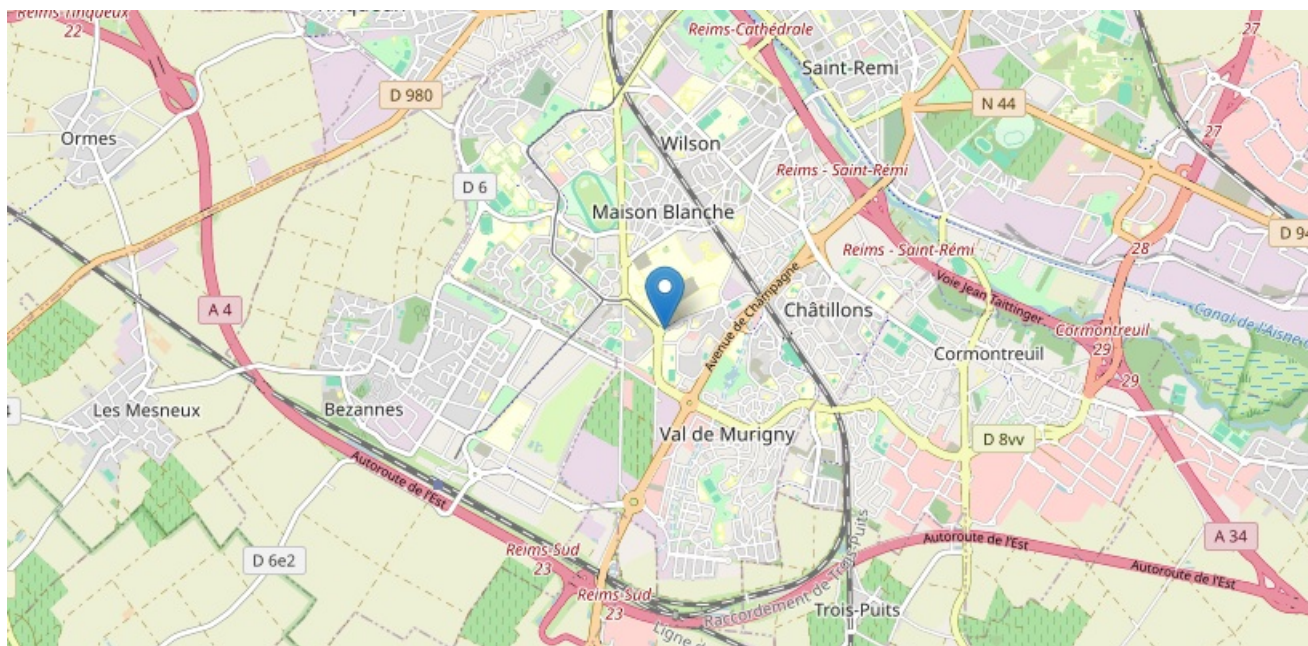 Reims-Tinqueux
22
Reims-Cathédrale
27
Saint-Remi
D 980
N 44
27
Ormes
Wilson
Reims - Saint-Rémi
D 6
Maison Blanche
D 94
28
Reims - Saint-Rémi
Voie Jean Taittinger
A 4
Avenue de Champagne
Châtillons
Canal de l'Aisne
Cormontreuil
29
Cormontreuil
29
Les Mesneux
Bezannes
Val de Murigny
D 8vv
Autoroute de l'Est
Autoroute de l'Est
A 34
D 6e2
Reims-Sud
23
Autoroute de l'Est
Reims-Sud
23
Raccordement de Trois-Puits
Trois-Puits
Ligne d